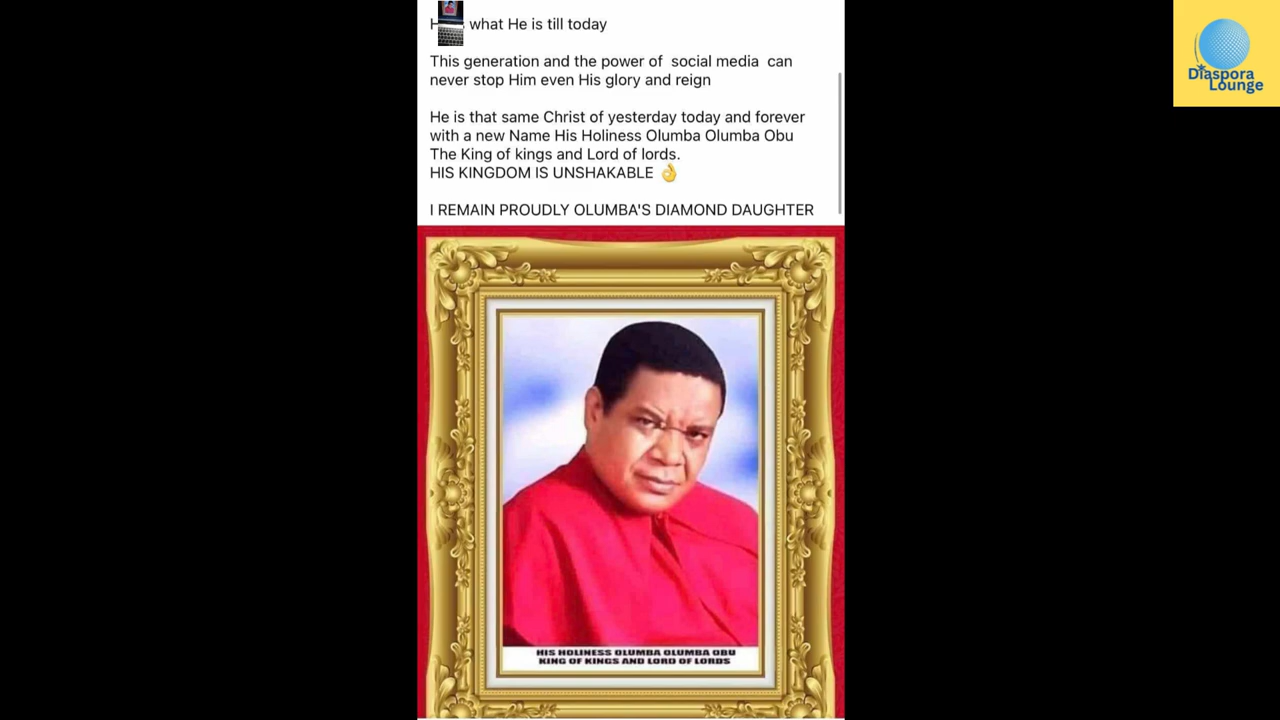 what He is till today
This generation and the power of social media can
never stop Him even His glory and reign
He is that same Christ of yesterday today and forever
with a new Name His Holiness Olumba Olumba Obu
The King of kings and Lord of lords.
HIS KINGDOM IS UNSHAKABLE 👌
I REMAIN PROUDLY OLUMBA'S DIAMOND DAUGHTER
HIS HOLINESS OLUMBA OLUMBA OBU
KING OF KINGS AND LORD OF LORDS
Diaspora
Lounge